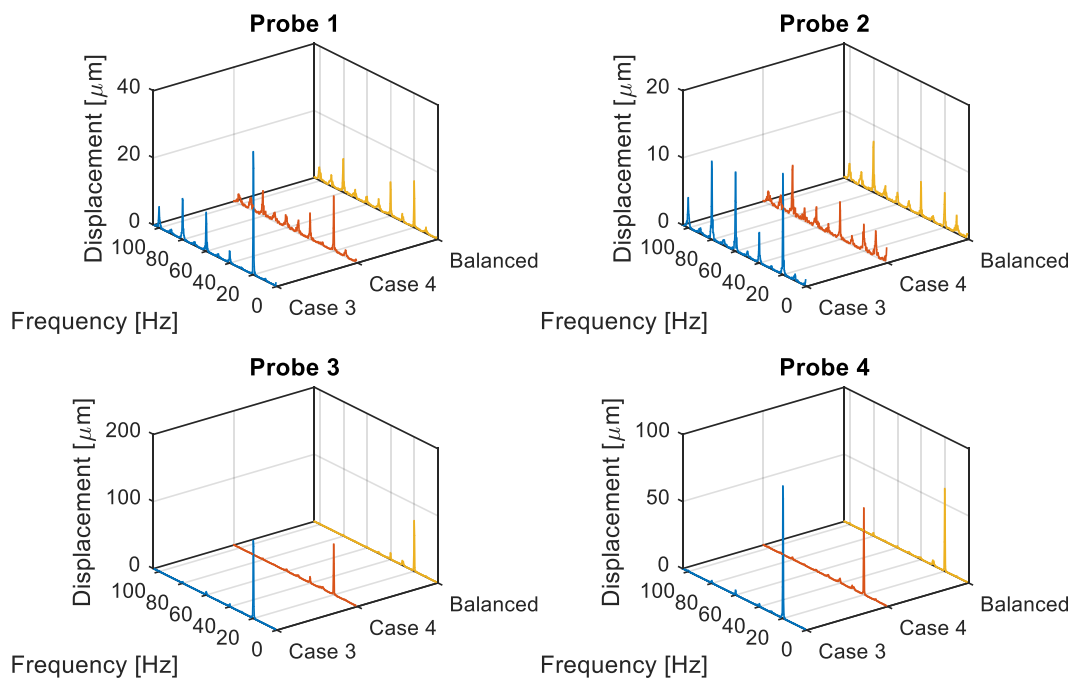 Probe 1
Displacement [μm]
40
20
0
100
80
60
40
20
0
Frequency [Hz]
Case 3
Case 4
Balanced
Probe 2
Displacement [μm]
20
10
0
100
80
60
40
20
0
Frequency [Hz]
Case 3
Case 4
Balanced
Probe 3
Displacement [μm]
200
100
0
100
80
60
40
20
0
Frequency [Hz]
Case 3
Case 4
Balanced
Probe 4
Displacement [μm]
100
50
0
100
80
60
40
20
0
Frequency [Hz]
Case 3
Case 4
Balanced